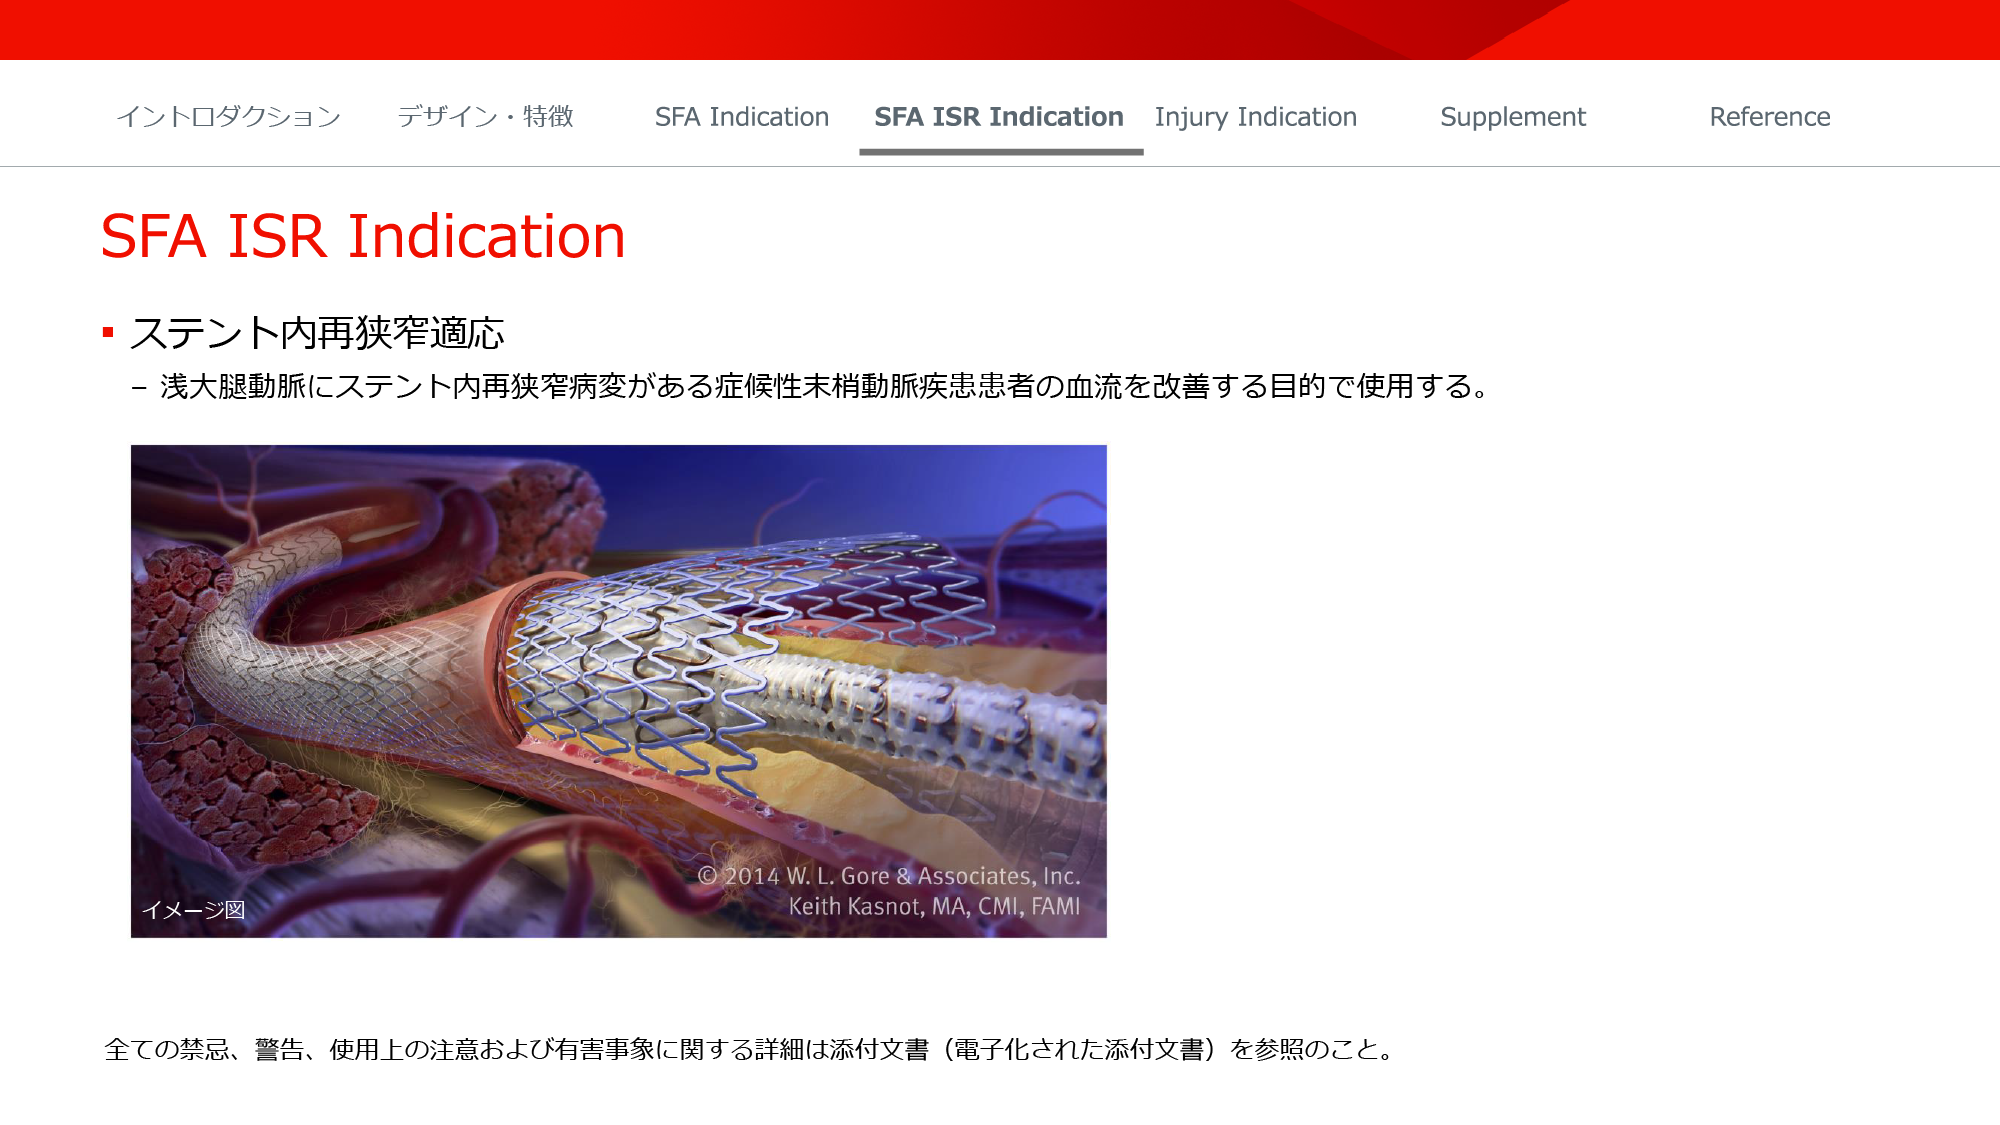 イントロダクション デザイン・特徴 SFA Indication SFA ISR Indication Injury Indication Supplement Reference
SFA ISR Indication
▪ ステント内再狭窄適応
– 浅大腿動脈にステント内再狭窄病変がある症候性末梢動脈疾患患者の血流を改善する目的で使用する。
© 2014 W. L. Gore & Associates, Inc.
Keith Kasnot, MA, CMI, FAMI
イメージ図
全ての禁忌、警告、使用上の注意および有害事象に関する詳細は添付文書（電子化された添付文書）を参照のこと。